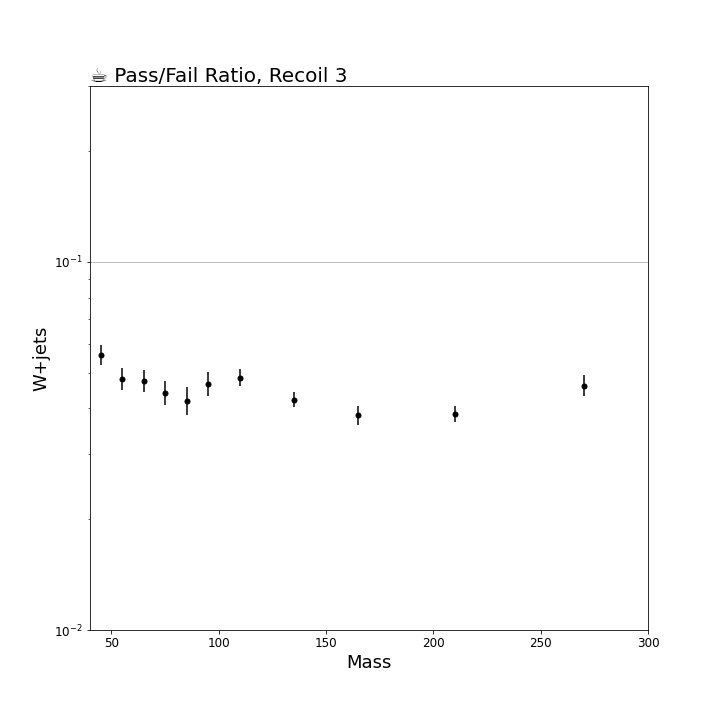 ☕ Pass/Fail Ratio, Recoil 3
10⁻¹
10⁻²
W+jets
50 100 150 200 250 300
Mass